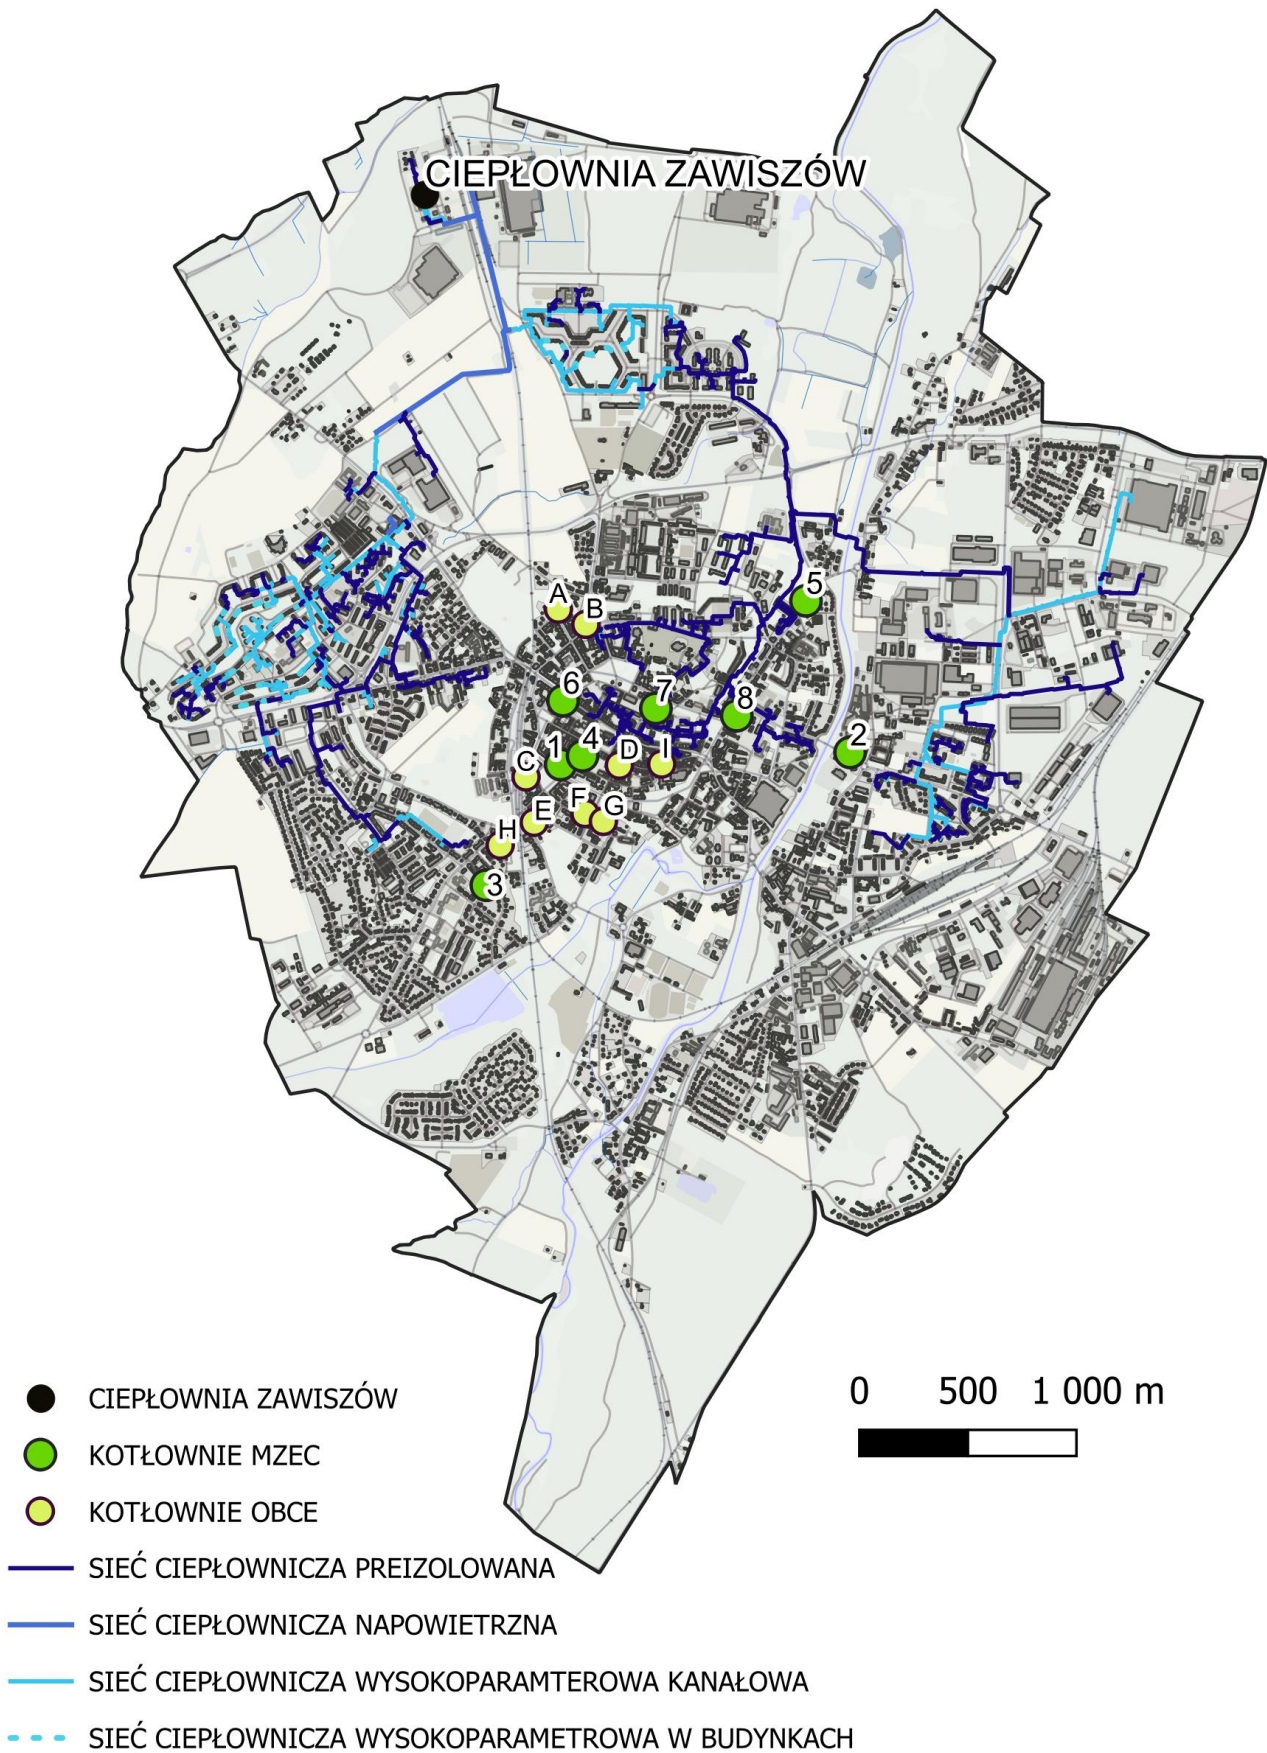 CIEPŁOWNIA ZAWISZÓW
5
A
B
6
7
8
2
1
4
D
I
C
F
G
E
H
3
CIEPŁOWNIA ZAWISZÓW
KOTŁOWNIE MZEC
KOTŁOWNIE OBCE
SIEĆ CIEPŁOWNICZA PREIZOLOWANA
SIEĆ CIEPŁOWNICZA NAPOWIETRZNA
SIEĆ CIEPŁOWNICZA WYSOKOPARAMTEROWA KANAŁOWA
SIEĆ CIEPŁOWNICZA WYSOKOPARAMETROWA W BUDYNKACH
0 500 1 000 m